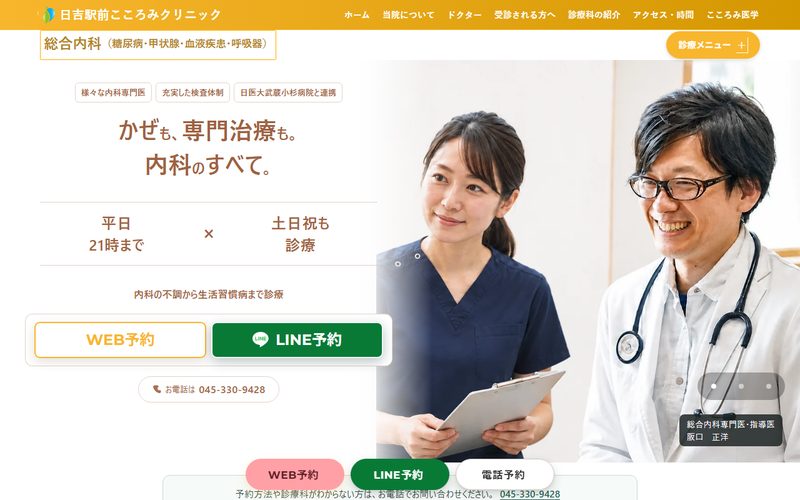 日吉駅前こころみクリニック
ホーム 当院について ドクター 受診される方へ 診療科の紹介 アクセス・時間 こころみ医学
総合内科（糖尿病・甲状腺・血液疾患・呼吸器）
診療メニュー
様々な内科専門医 充実した検査体制 日医大武蔵小杉病院と連携
かぜも、専門治療も。
内科のすべて。
平日
21時まで
×
土日祝も
診療
内科の不調から生活習慣病まで診療
WEB予約
LINE LINE予約
お電話は 045-330-9428
総合内科専門医・指導医
阪口 正洋
WEB予約 LINE予約 電話予約
予約方法や診療科がわからない方は、お電話でお問い合わせください。 045-330-9428